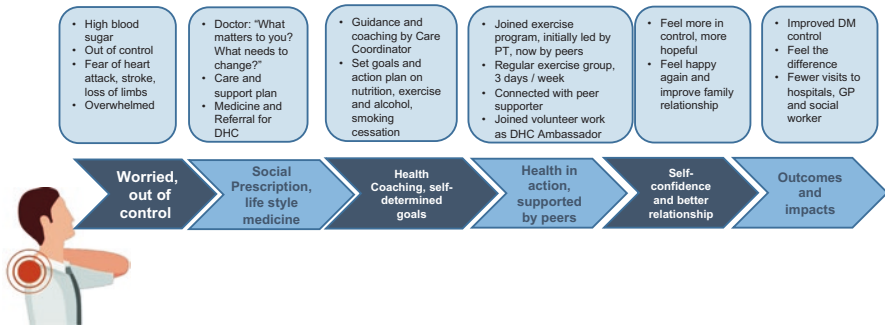 • High blood
sugar
• Out of control
• Fear of heart
attack, stroke,
loss of limbs
• Overwhelmed
• Doctor: “What
matters to you?
What needs to
change?”
• Care and
support plan
• Medicine and
Referral for
DHC
• Guidance and
coaching by Care
Coordinator
• Set goals and
action plan on
nutrition, exercise
and alcohol,
smoking
cessation
• Joined exercise
program, initially led by
PT, now by peers
• Regular exercise group,
3 days / week
• Connected with peer
supporter
• Joined volunteer work
as DHC Ambassador
• Feel more in
control, more
hopeful
• Feel happy
again and
improve family
relationship
• Improved DM
control
• Feel the
difference
• Fewer visits to
hospitals, GP
and social
worker
Worried,
out of
control
Social
Prescription,
life style
medicine
Health
Coaching, self-
determined
goals
Health in
action,
supported
by peers
Self-
confidence
and better
relationship
Outcomes
and
impacts